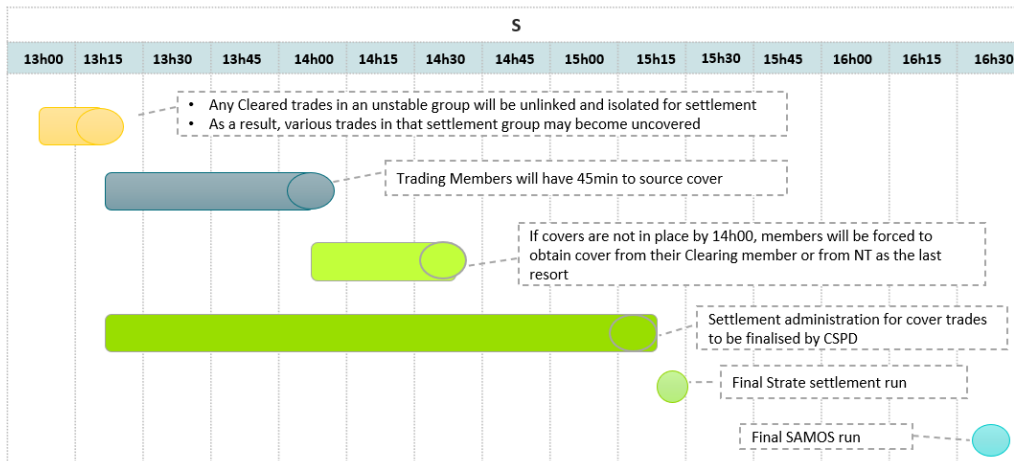 S
13h00 13h15 13h30 13h45 14h00 14h15 14h30 14h45 15h00 15h15 15h30 15h45 16h00 16h15 16h30
• Any Cleared trades in an unstable group will be unlinked and isolated for settlement
• As a result, various trades in that settlement group may become uncovered
Trading Members will have 45min to source cover
If covers are not in place by 14h00, members will be forced to
obtain cover from their Clearing member or from NT as the last
resort
Settlement administration for cover trades
to be finalised by CSPD
Final Strate settlement run
Final SAMOS run